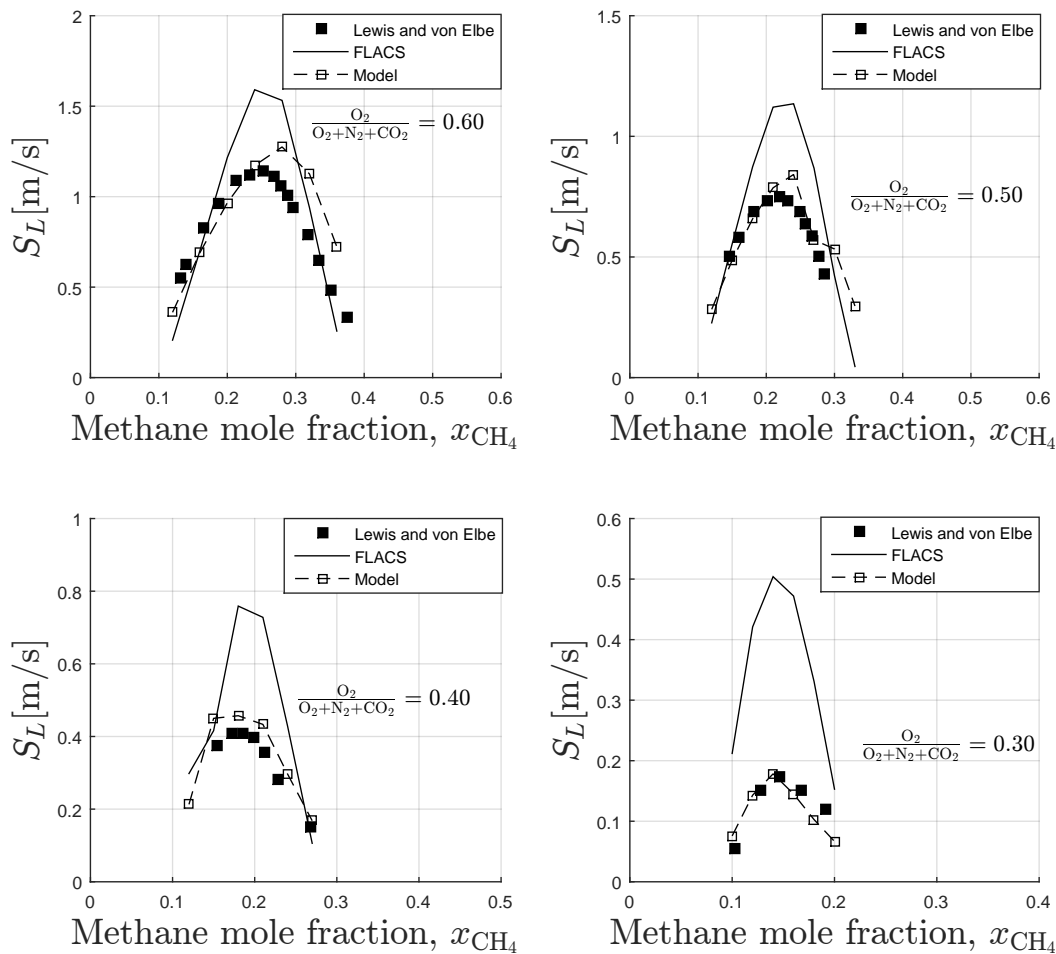 2
1.5
1
0.5
0
0 0.1 0.2 0.3 0.4 0.5 0.6
S_L[m/s]
Methane mole fraction, x_CH₄
Lewis and von Elbe
FLACS
Model
O₂/(O₂+N₂+CO₂) = 0.60
1.5
1
0.5
0
0 0.1 0.2 0.3 0.4 0.5 0.6
S_L[m/s]
Methane mole fraction, x_CH₄
Lewis and von Elbe
FLACS
Model
O₂/(O₂+N₂+CO₂) = 0.50
1
0.8
0.6
0.4
0.2
0
0 0.1 0.2 0.3 0.4 0.5
S_L[m/s]
Methane mole fraction, x_CH₄
Lewis and von Elbe
FLACS
Model
O₂/(O₂+N₂+CO₂) = 0.40
0.6
0.5
0.4
0.3
0.2
0.1
0
0 0.1 0.2 0.3 0.4
S_L[m/s]
Methane mole fraction, x_CH₄
Lewis and von Elbe
FLACS
Model
O₂/(O₂+N₂+CO₂) = 0.30